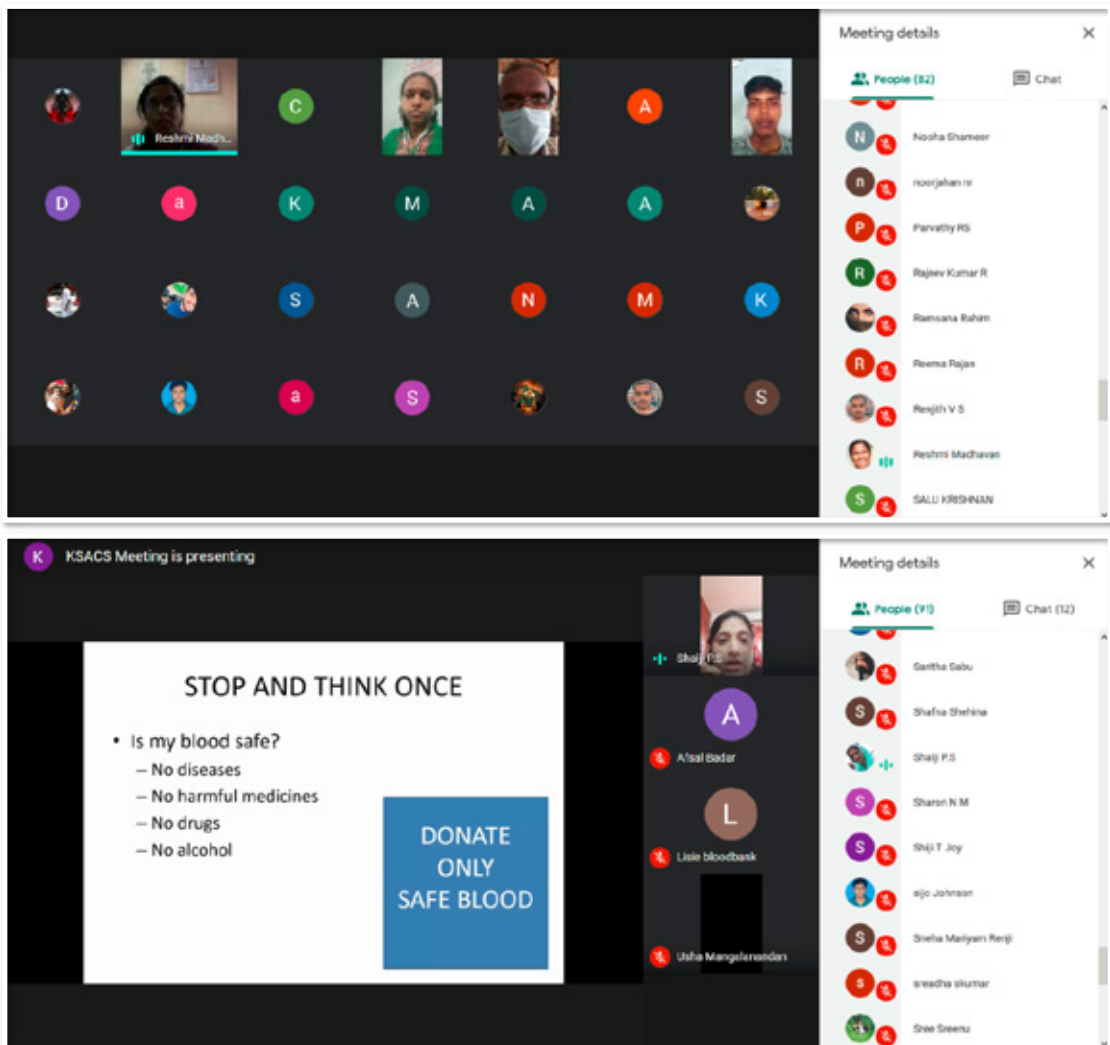 Meeting details
People (82)
Chat
C
A
Reshmi Madh...
D
a
K
M
A
A
S
A
N
M
K
a
S
S
N
Nooha Shameer
n
noorjahan nr
P
Parvathy RS
R
Rajeev Kumar R
Ramsana Rahim
R
Reema Rajan
Renjith V S
Reshmi Madhavan
S
SALU KRISHNAN
K
KSACS Meeting is presenting
STOP AND THINK ONCE
• Is my blood safe?
– No diseases
– No harmful medicines
– No drugs
– No alcohol
DONATE
ONLY
SAFE BLOOD
Shaiji P.S
A
Afsal Badar
L
Lisie bloodbank
Usha Mangalanandan
Meeting details
People (91)
Chat (12)
Saritha Sabu
S
Shafna Shehina
Shaiji P.S
S
Sharon N M
S
Shiji T Joy
sijo Johnson
S
Sneha Mariyam Renji
s
sreadha skumar
Sree Sreenu